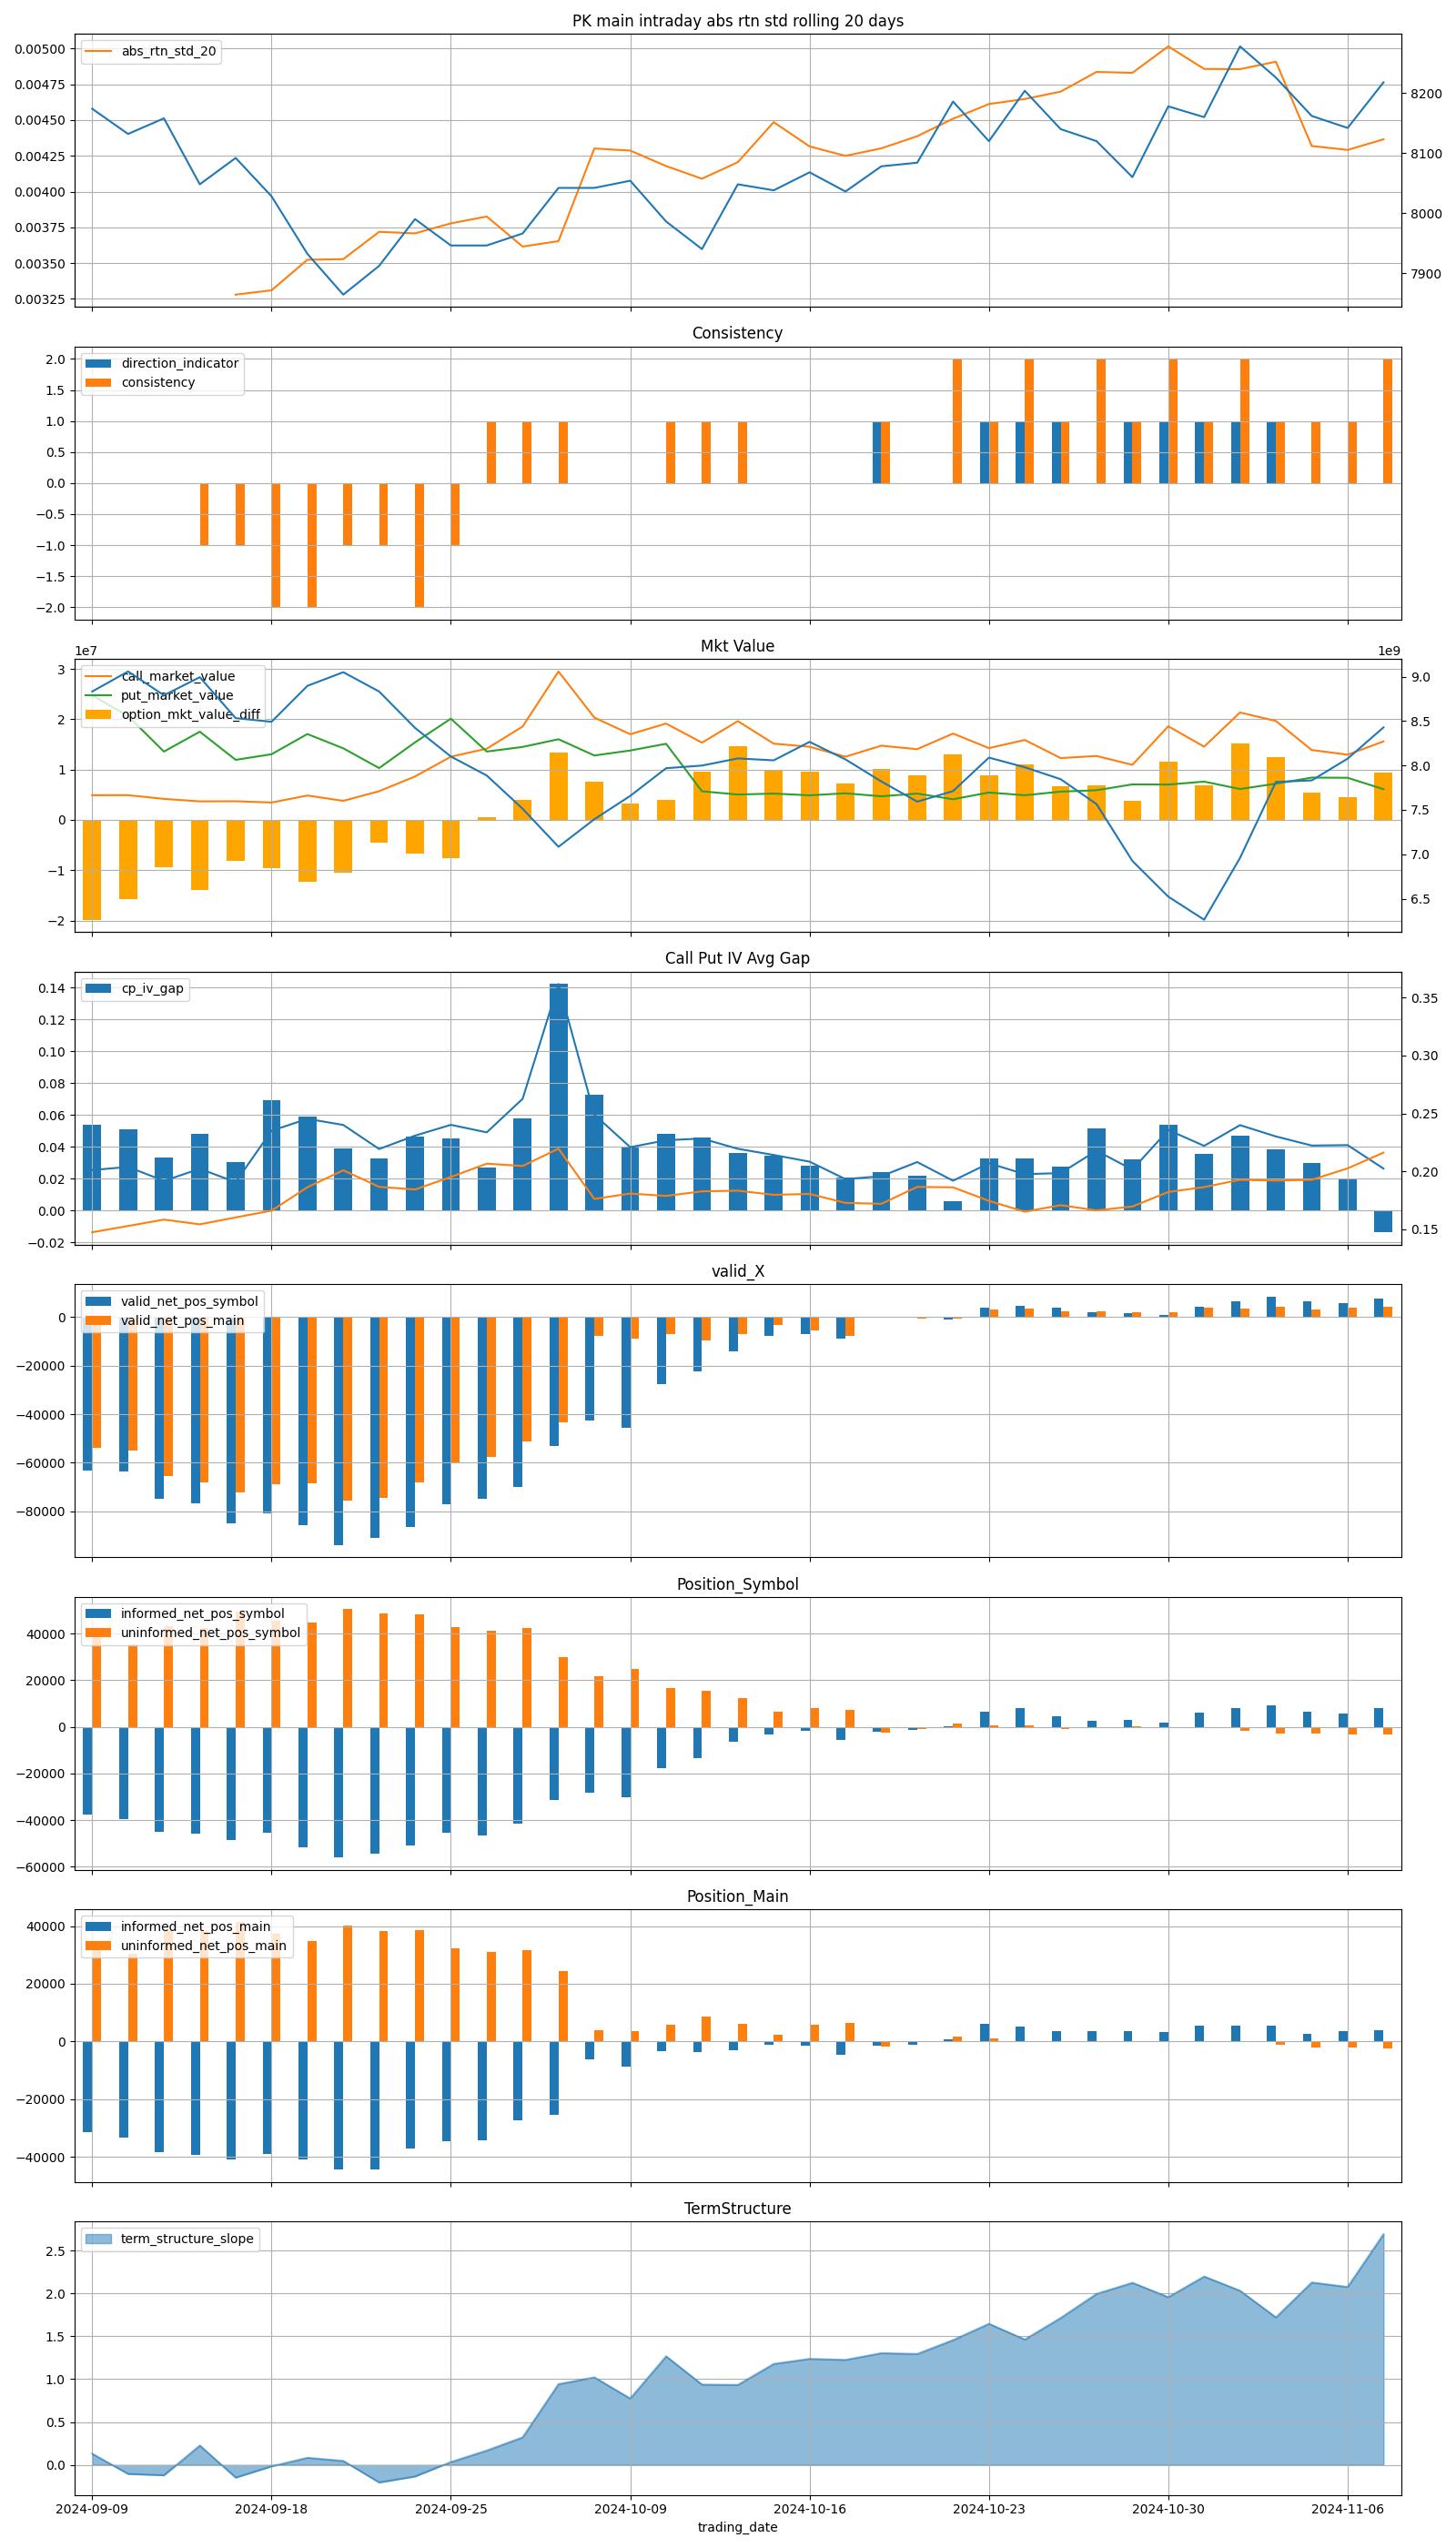 PK main intraday abs rtn std rolling 20 days
abs_rtn_std_20
0.00500
0.00475
0.00450
0.00425
0.00400
0.00375
0.00350
0.00325
8200
8100
8000
7900
Consistency
direction_indicator
consistency
2.0
1.5
1.0
0.5
0.0
−0.5
−1.0
−1.5
−2.0
Mkt Value
1e7
1e9
call_market_value
put_market_value
option_mkt_value_diff
3
2
1
0
−1
−2
9.0
8.5
8.0
7.5
7.0
6.5
Call Put IV Avg Gap
cp_iv_gap
0.14
0.12
0.10
0.08
0.06
0.04
0.02
0.00
−0.02
0.35
0.30
0.25
0.20
0.15
valid_X
valid_net_pos_symbol
valid_net_pos_main
0
−20000
−40000
−60000
−80000
Position_Symbol
informed_net_pos_symbol
uninformed_net_pos_symbol
40000
20000
0
−20000
−40000
−60000
Position_Main
informed_net_pos_main
uninformed_net_pos_main
40000
20000
0
−20000
−40000
TermStructure
term_structure_slope
2.5
2.0
1.5
1.0
0.5
0.0
2024-09-09 2024-09-18 2024-09-25 2024-10-09 2024-10-16 2024-10-23 2024-10-30 2024-11-06
trading_date